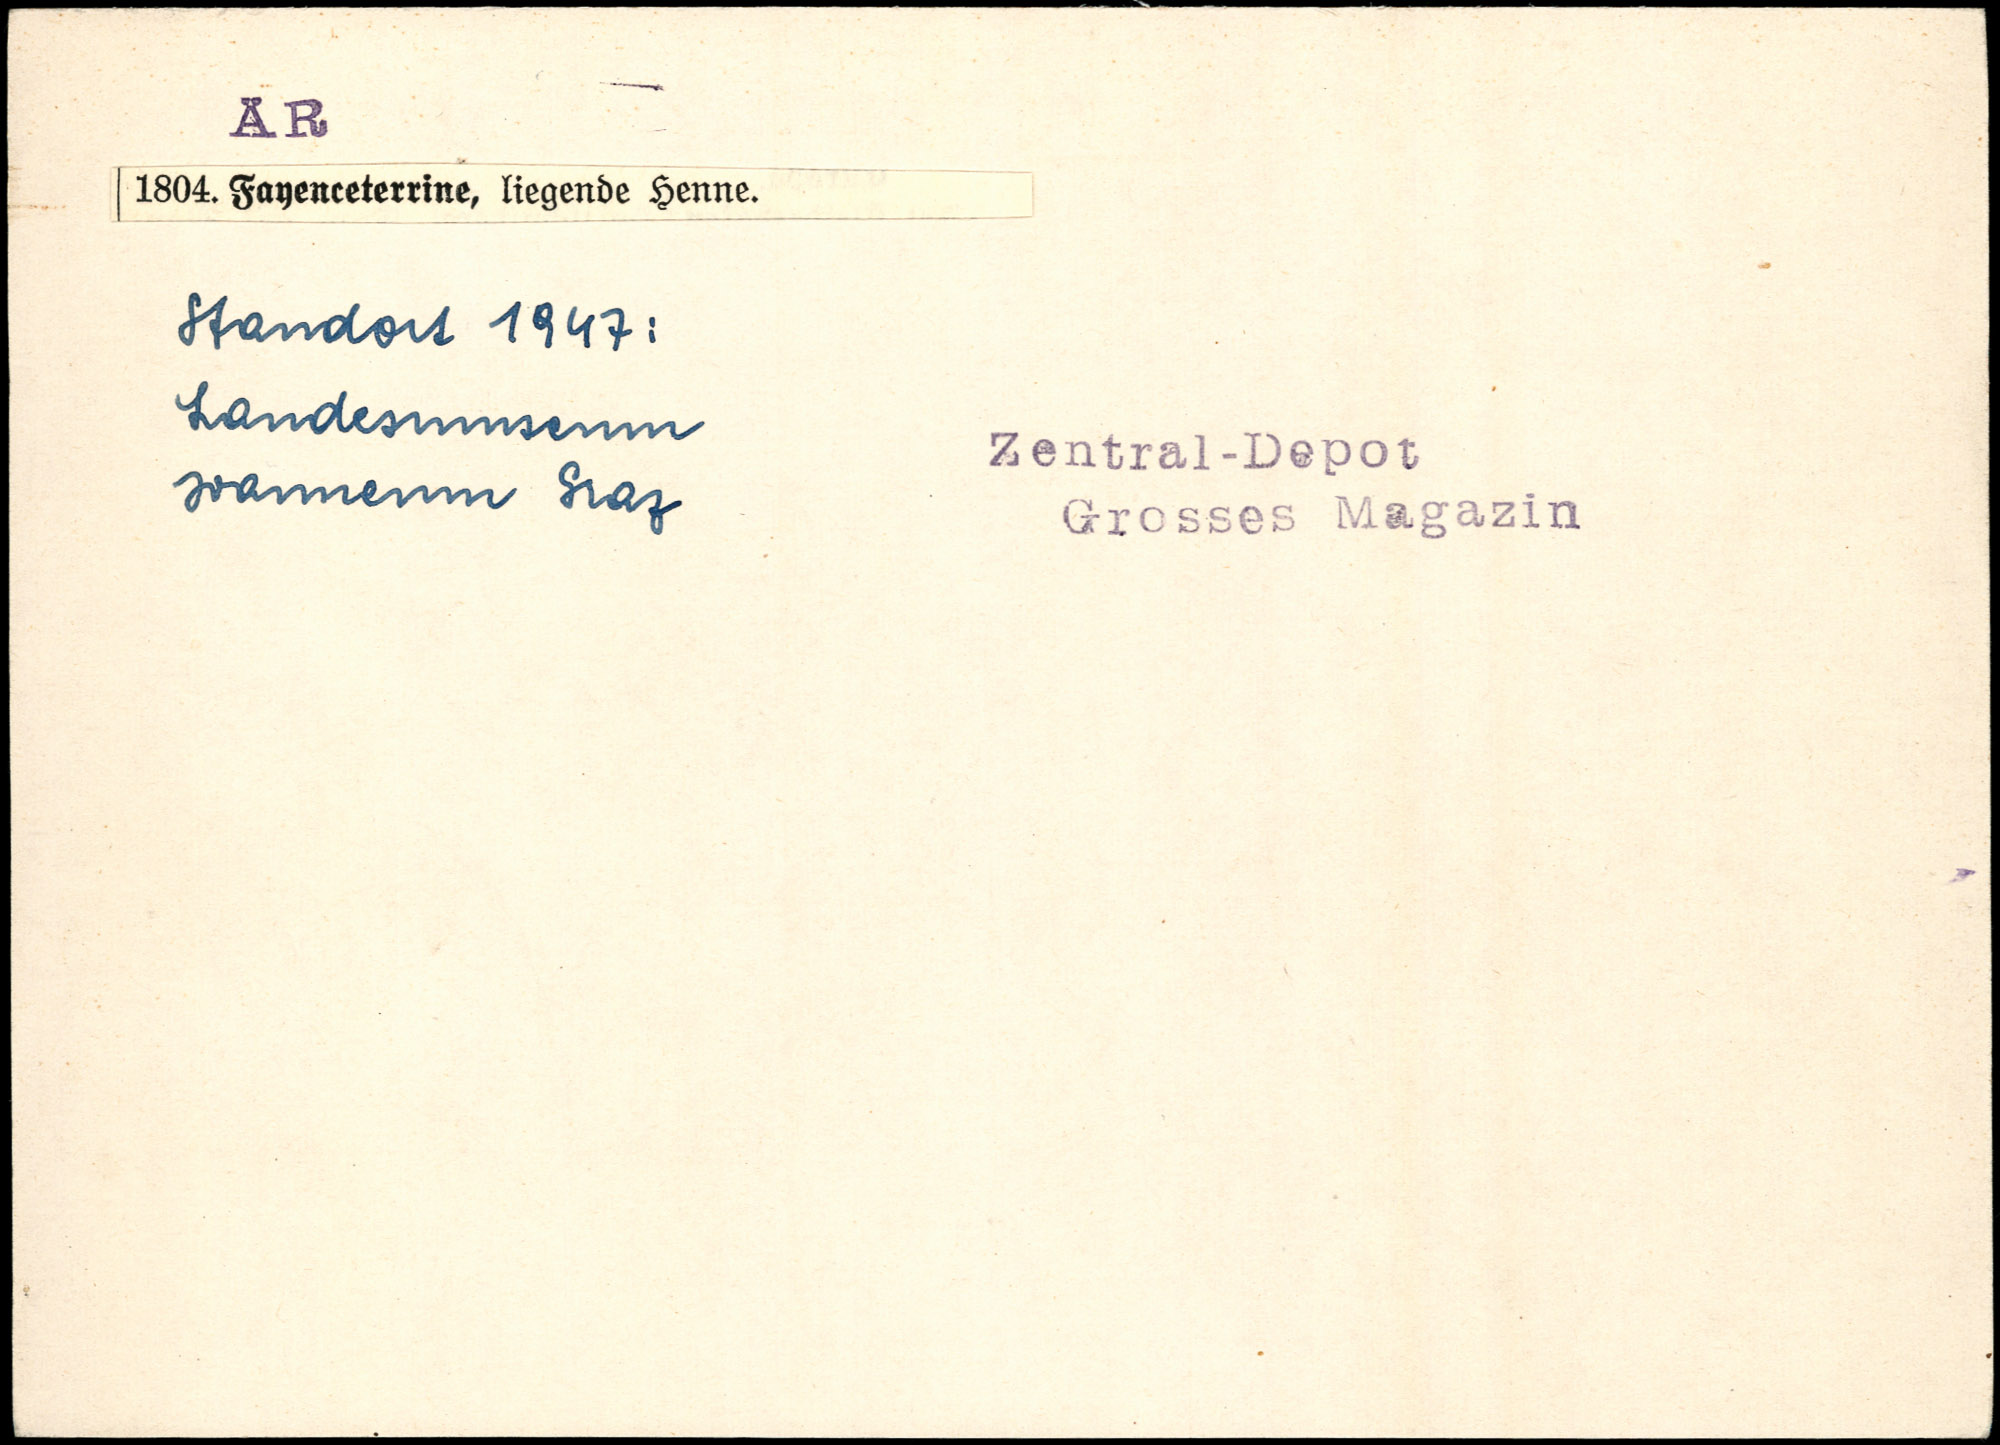 ÄR
1804. Fayenceterrine, liegende Henne.
Standort 1947:
Landesmuseum
Joanneum Graz
Zentral-Depot
Grosses Magazin